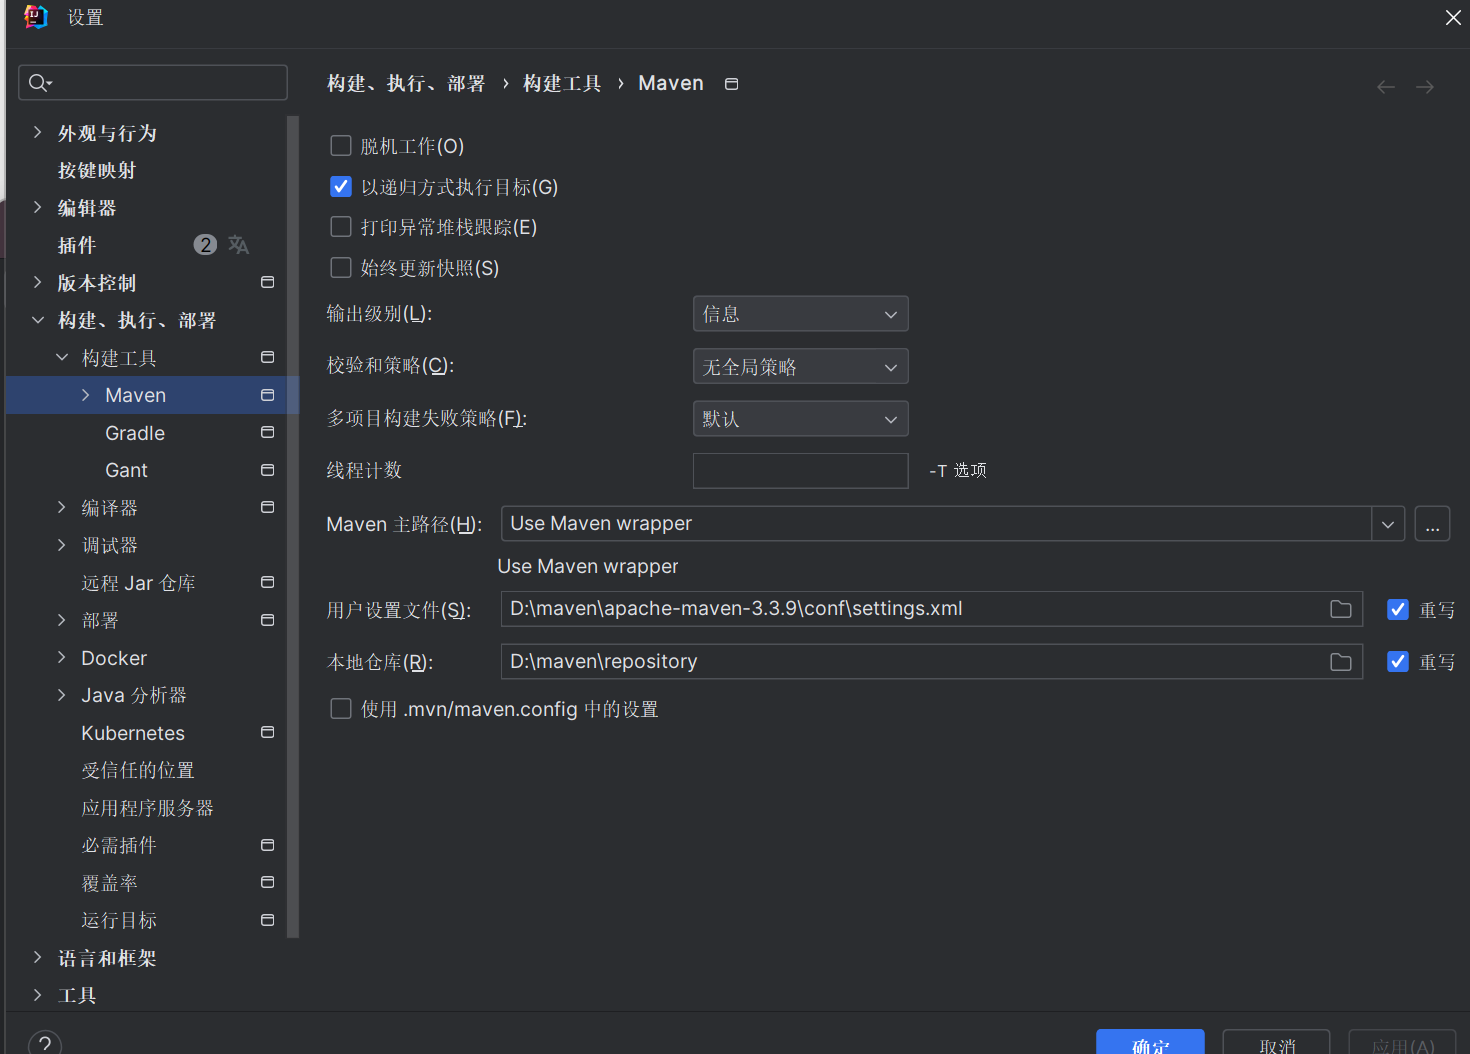 设置
外观与行为
按键映射
编辑器
插件 2
版本控制
构建、执行、部署
构建工具
Maven
Gradle
Gant
编译器
调试器
远程 Jar 仓库
部署
Docker
Java 分析器
Kubernetes
受信任的位置
应用程序服务器
必需插件
覆盖率
运行目标
语言和框架
工具
构建、执行、部署 › 构建工具 › Maven
脱机工作(O)
以递归方式执行目标(G)
打印异常堆栈跟踪(E)
始终更新快照(S)
输出级别(L): 信息
校验和策略(C): 无全局策略
多项目构建失败策略(F): 默认
线程计数 -T 选项
Maven 主路径(H): Use Maven wrapper ...
Use Maven wrapper
用户设置文件(S): D:\maven\apache-maven-3.3.9\conf\settings.xml 重写
本地仓库(R): D:\maven\repository 重写
使用 .mvn/maven.config 中的设置
? 确定 取消 应用(A)